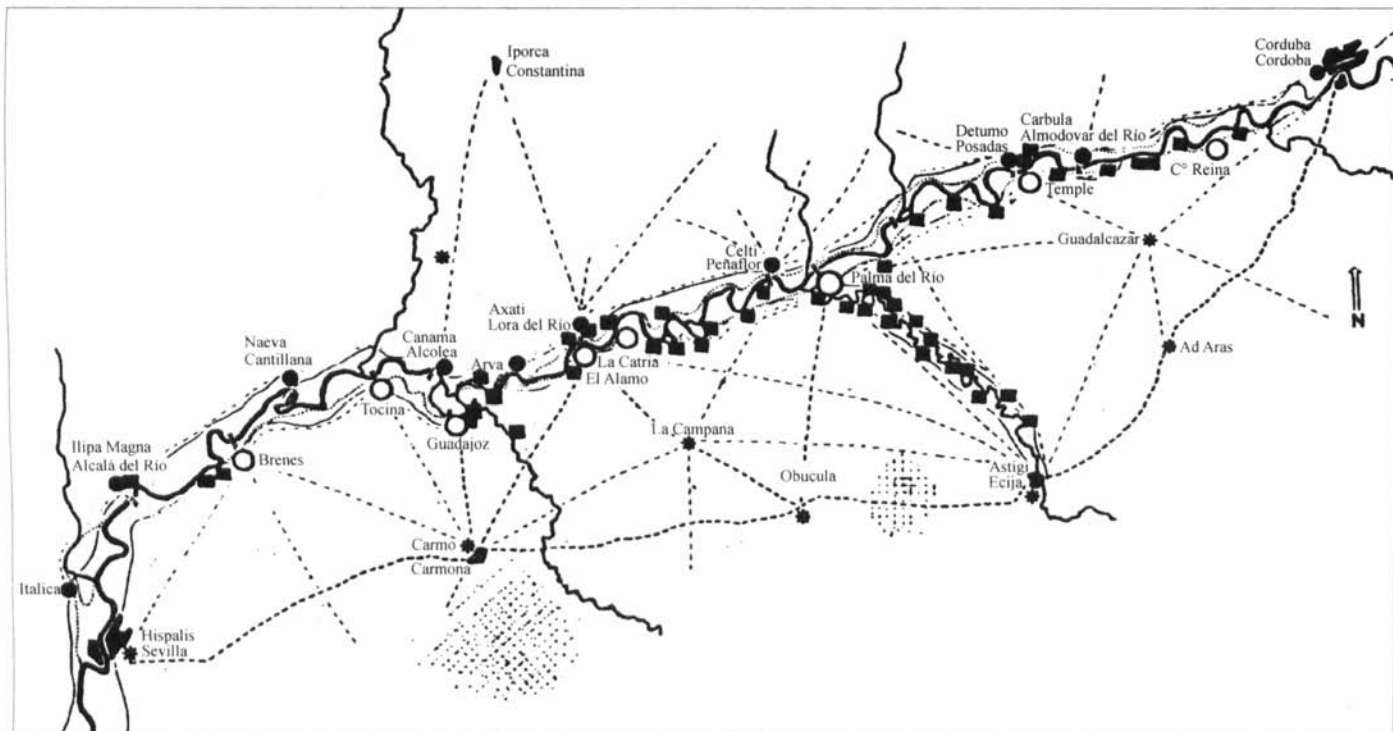 Iporca
Constantina
Corduba
Cordoba
Detumo
Posadas
Carbula
Almodovar del Río
Cº Reina
Temple
Guadalcazar
Celti
Peñaflor
Palma del Río
N
Axati
Lora del Río
Ad Aras
Naeva
Cantillana
Canama
Alcolea
Arva
La Catria
El Alamo
Tocina
Guadajoz
La Campana
Ilipa Magna
Alcalá del Río
Brenes
Obucula
Astigi
Ecija
Carmo
Carmona
Italica
Hispalis
Sevilla